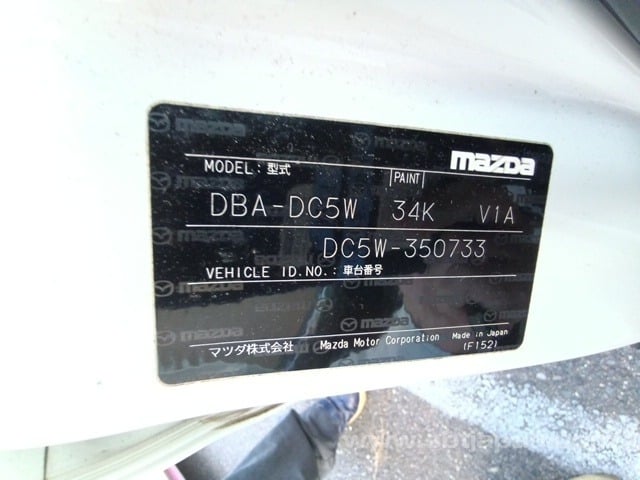 mazda
MODEL: 型式 PAINT
DBA-DC5W 34K V1A
DC5W-350733
VEHICLE ID.NO.: 車台番号
マツダ株式会社 Mazda Motor Corporation Made in Japan
(F152)